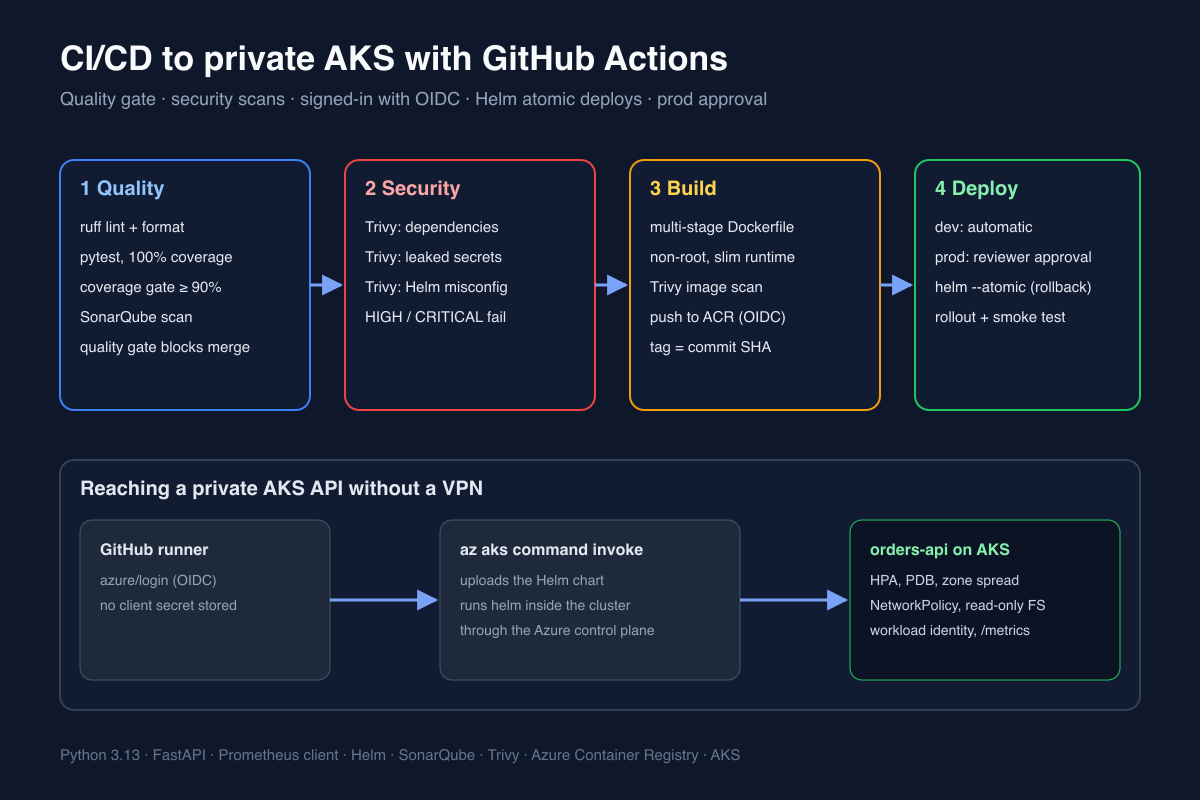 CI/CD to private AKS with GitHub Actions
Quality gate · security scans · signed-in with OIDC · Helm atomic deploys · prod approval
1 Quality
ruff lint + format
pytest, 100% coverage
coverage gate ≥ 90%
SonarQube scan
quality gate blocks merge
2 Security
Trivy: dependencies
Trivy: leaked secrets
Trivy: Helm misconfig
HIGH / CRITICAL fail
3 Build
multi-stage Dockerfile
non-root, slim runtime
Trivy image scan
push to ACR (OIDC)
tag = commit SHA
4 Deploy
dev: automatic
prod: reviewer approval
helm --atomic (rollback)
rollout + smoke test
Reaching a private AKS API without a VPN
GitHub runner
azure/login (OIDC)
no client secret stored
az aks command invoke
uploads the Helm chart
runs helm inside the cluster
through the Azure control plane
orders-api on AKS
HPA, PDB, zone spread
NetworkPolicy, read-only FS
workload identity, /metrics
Python 3.13 · FastAPI · Prometheus client · Helm · SonarQube · Trivy · Azure Container Registry · AKS